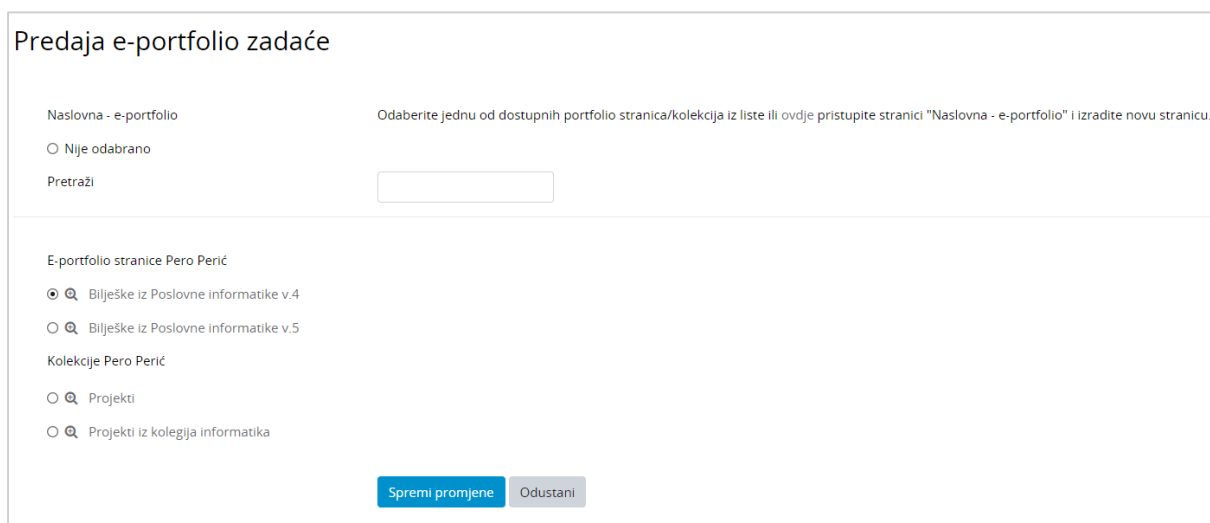 Predaja e-portfolio zadaće
Naslovna - e-portfolio
Odaberite jednu od dostupnih portfolio stranica/kolekcija iz liste ili ovdje pristupite stranici "Naslovna - e-portfolio" i izradite novu stranicu.
Nije odabrano
Pretraži
E-portfolio stranice Pero Perić
Bilješke iz Poslovne informatike v.4
Bilješke iz Poslovne informatike v.5
Kolekcije Pero Perić
Projekti
Projekti iz kolegija informatika
Spremi promjene
Odustani